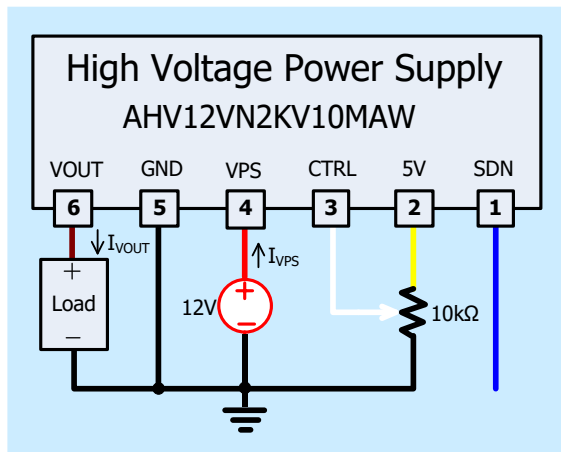 High Voltage Power Supply
AHV12VN2KV10MAW
VOUT GND VPS CTRL 5V SDN
6 5 4 3 2 1
IVOUT IVPS
+ +
Load 12V 10kΩ
− −